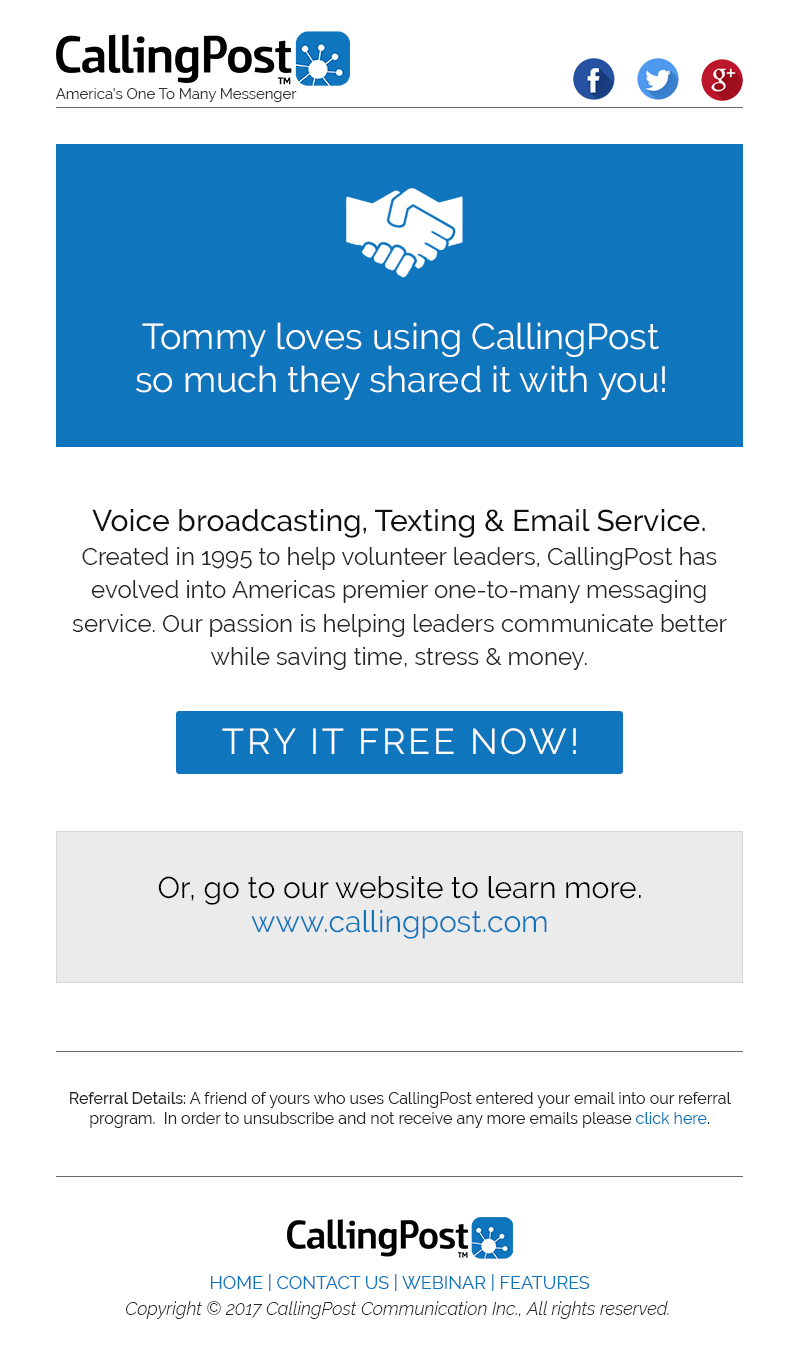 CallingPost
TM
America's One To Many Messenger
f
g+
Tommy loves using CallingPost
so much they shared it with you!
Voice broadcasting, Texting & Email Service.
Created in 1995 to help volunteer leaders, CallingPost has
evolved into Americas premier one-to-many messaging
service. Our passion is helping leaders communicate better
while saving time, stress & money.
TRY IT FREE NOW!
Or, go to our website to learn more.
www.callingpost.com
Referral Details: A friend of yours who uses CallingPost entered your email into our referral
program.  In order to unsubscribe and not receive any more emails please click here.
CallingPost
TM
HOME | CONTACT US | WEBINAR | FEATURES
Copyright © 2017 CallingPost Communication Inc., All rights reserved.